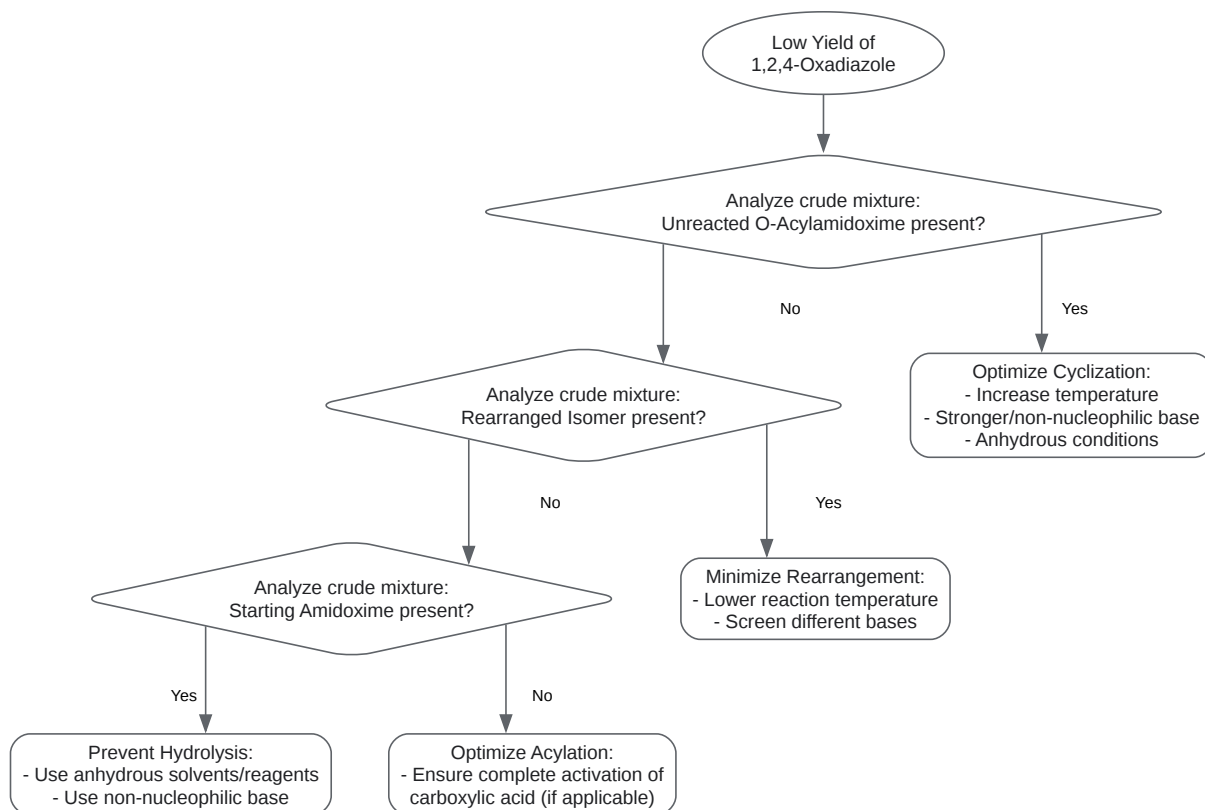 Low Yield of
1,2,4-Oxadiazole
Analyze crude mixture:
Unreacted O-Acylamidoxime present?
No
Yes
Analyze crude mixture:
Rearranged Isomer present?
Optimize Cyclization:
- Increase temperature
- Stronger/non-nucleophilic base
- Anhydrous conditions
No
Yes
Analyze crude mixture:
Starting Amidoxime present?
Minimize Rearrangement:
- Lower reaction temperature
- Screen different bases
Yes
No
Prevent Hydrolysis:
- Use anhydrous solvents/reagents
- Use non-nucleophilic base
Optimize Acylation:
- Ensure complete activation of
carboxylic acid (if applicable)